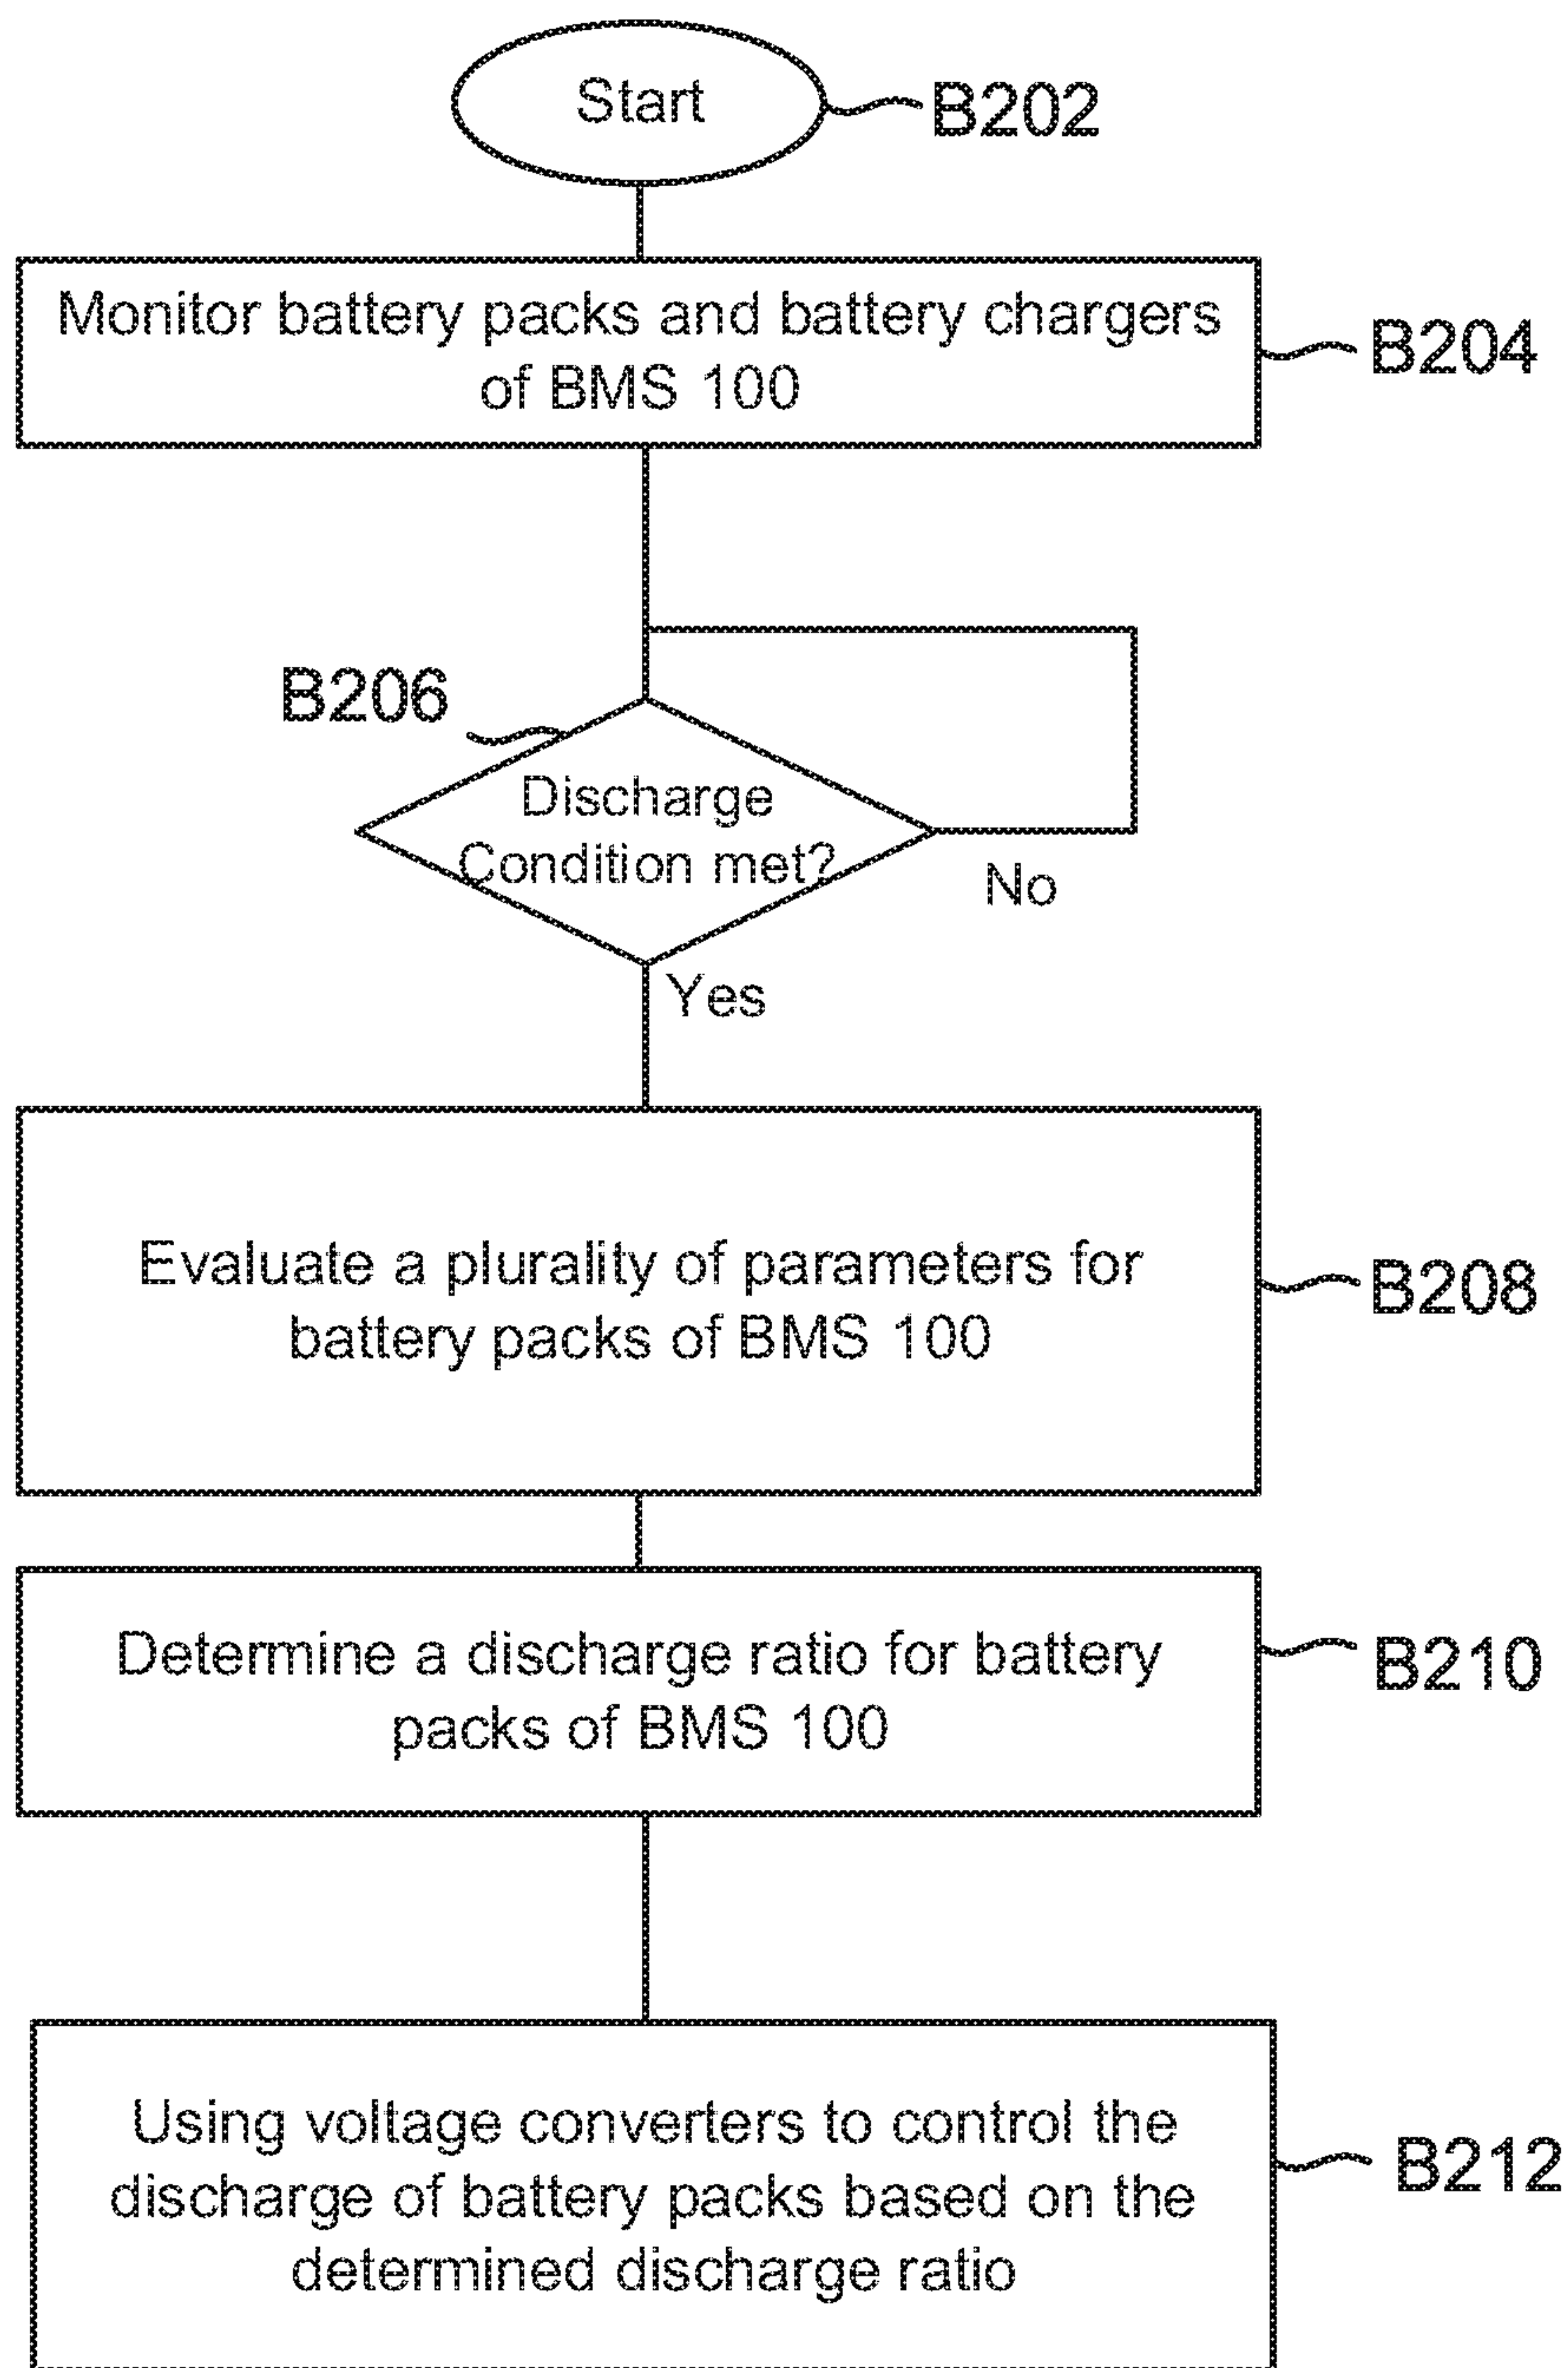 Start
B202
Monitor battery packs and battery chargers
of BMS 100
B204
B206
Discharge
Condition met?
No
Yes
Evaluate a plurality of parameters for
battery packs of BMS 100
B208
Determine a discharge ratio for battery
packs of BMS 100
B210
Using voltage converters to control the
discharge of battery packs based on the
determined discharge ratio
B212